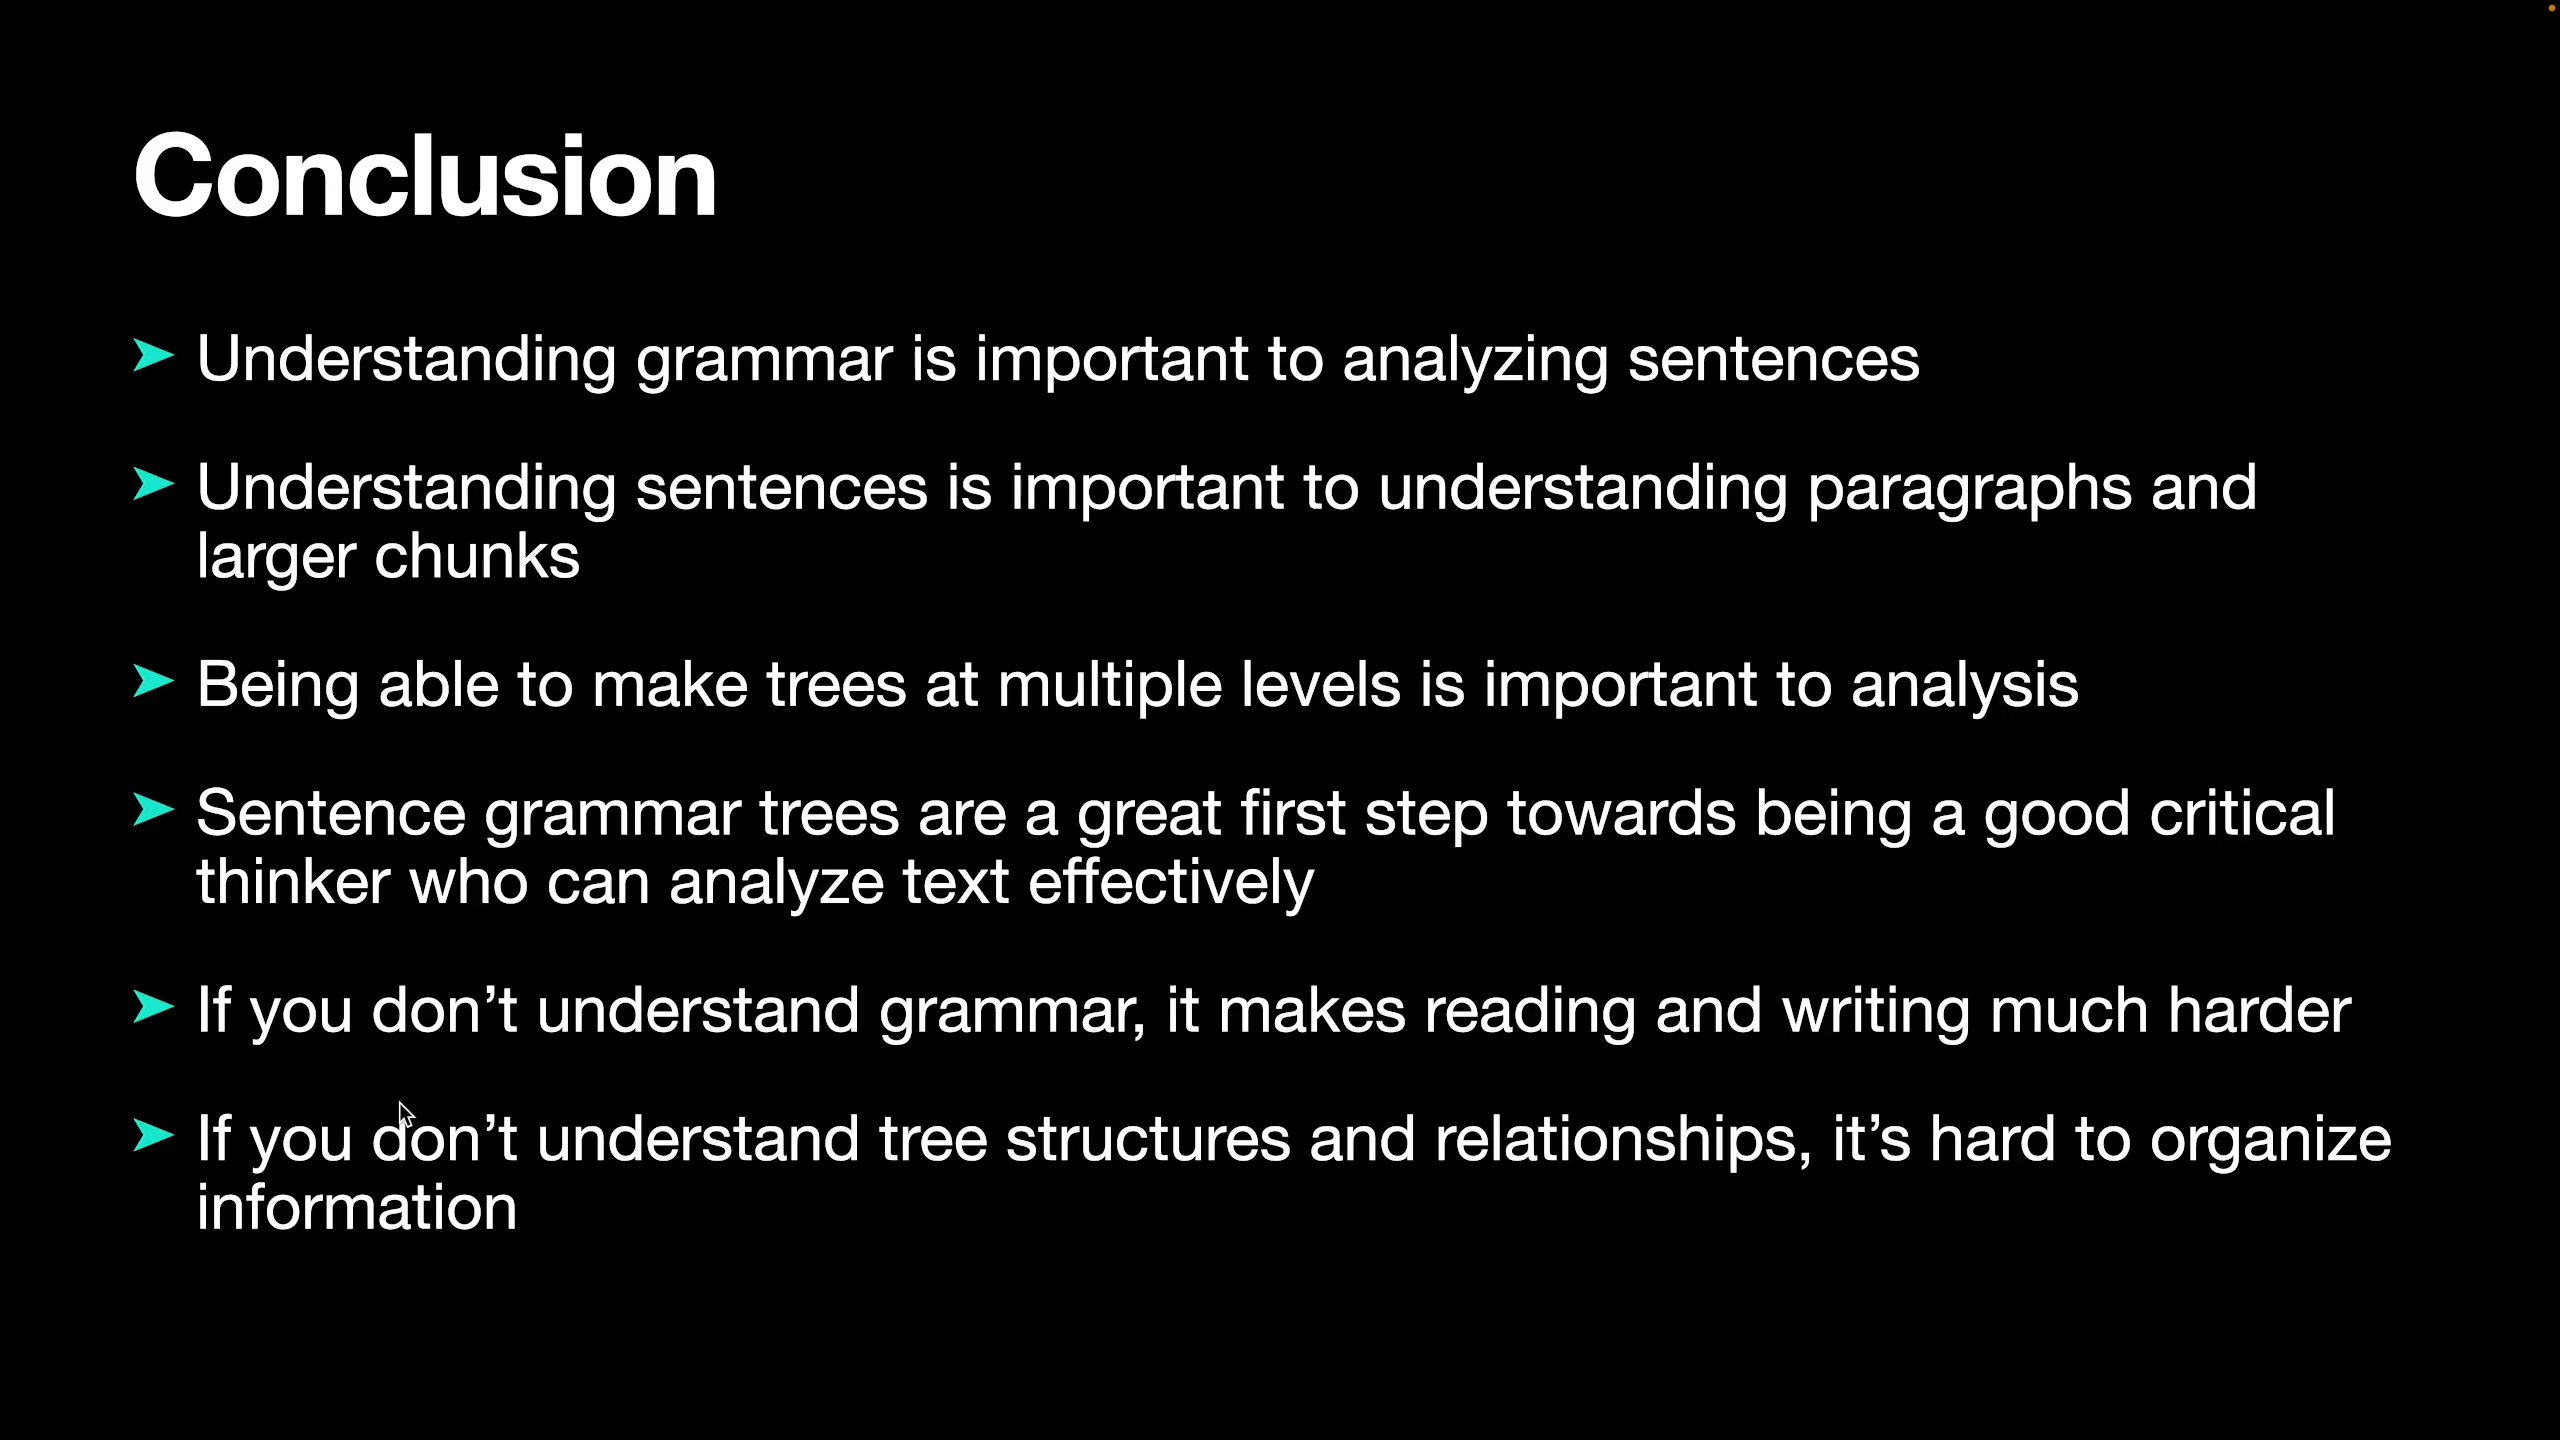 Conclusion
➤ Understanding grammar is important to analyzing sentences
➤ Understanding sentences is important to understanding paragraphs and
larger chunks
➤ Being able to make trees at multiple levels is important to analysis
➤ Sentence grammar trees are a great first step towards being a good critical
thinker who can analyze text effectively
➤ If you don’t understand grammar, it makes reading and writing much harder
➤ If you don’t understand tree structures and relationships, it’s hard to organize
information